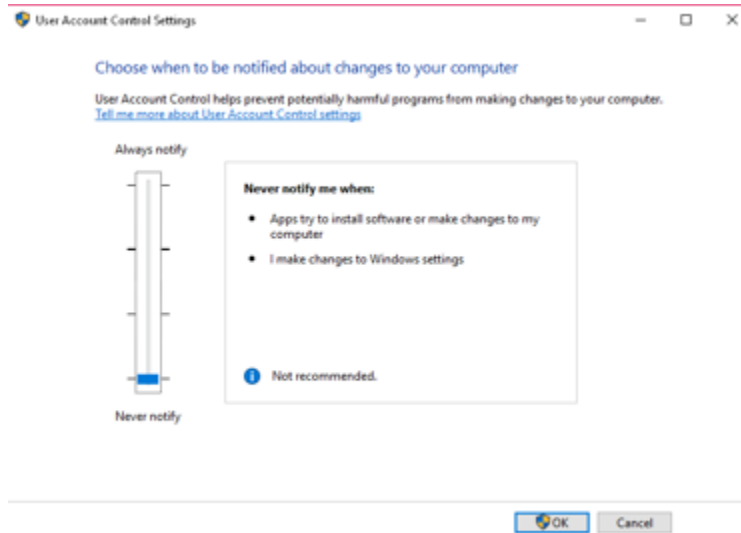 User Account Control Settings
Choose when to be notified about changes to your computer
User Account Control helps prevent potentially harmful programs from making changes to your computer.
Tell me more about User Account Control settings
Always notify
Never notify me when:
Apps try to install software or make changes to my
computer
I make changes to Windows settings
Not recommended.
Never notify
OK
Cancel